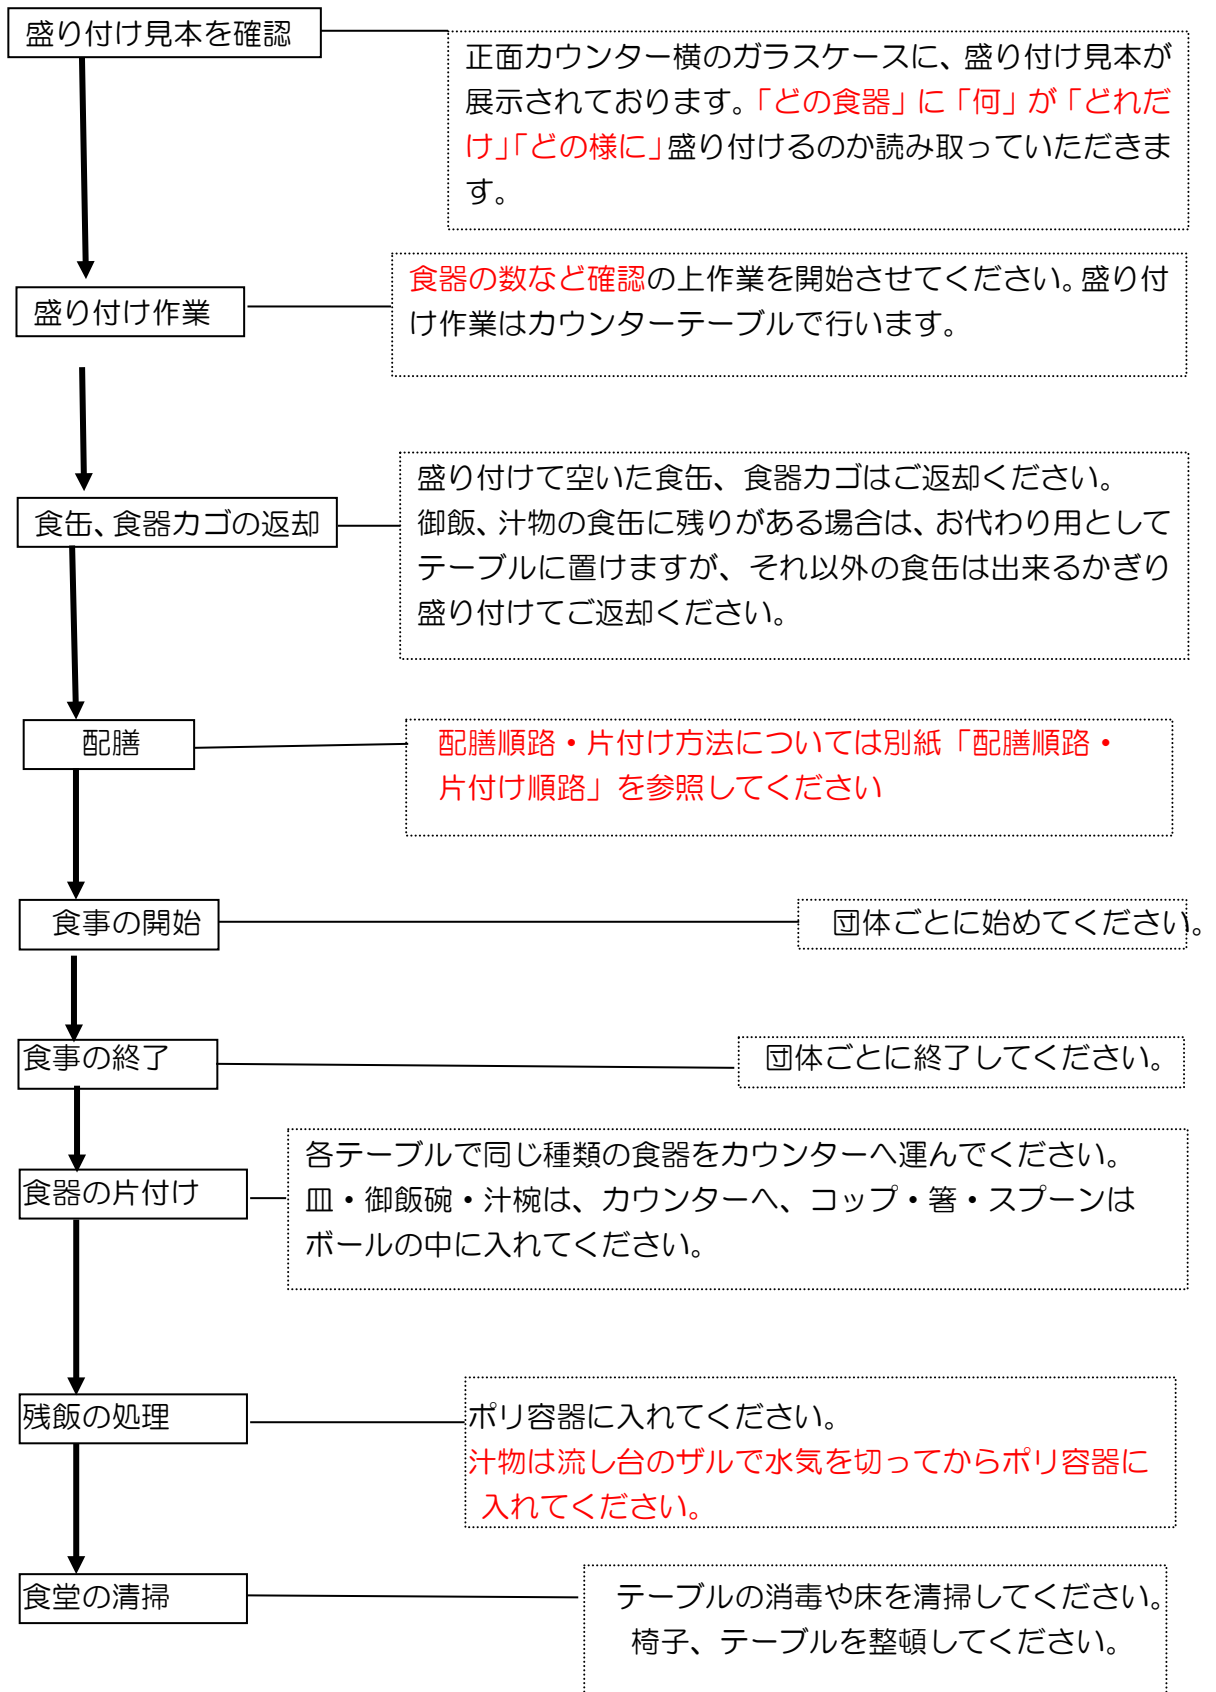 盛り付け見本を確認
正面カウンター横のガラスケースに、盛り付け見本が
展示されております。「どの食器」に「何」が「どれだ
け」「どの様に」盛り付けるのか読み取っていただきま
す。
盛り付け作業
食器の数など確認の上作業を開始させてください。盛り付
け作業はカウンターテーブルで行います。
食缶、食器カゴの返却
盛り付けて空いた食缶、食器カゴはご返却ください。
御飯、汁物の食缶に残りがある場合は、お代わり用として
テーブルに置けますが、それ以外の食缶は出来るかぎり
盛り付けてご返却ください。
配膳
配膳順路・片付け方法については別紙「配膳順路・
片付け順路」を参照してください
食事の開始
団体ごとに始めてください。
食事の終了
団体ごとに終了してください。
食器の片付け
各テーブルで同じ種類の食器をカウンターへ運んでください。
皿・御飯碗・汁椀は、カウンターへ、コップ・箸・スプーンは
ボールの中に入れてください。
残飯の処理
ポリ容器に入れてください。
汁物は流し台のザルで水気を切ってからポリ容器に
入れてください。
食堂の清掃
テーブルの消毒や床を清掃してください。
椅子、テーブルを整頓してください。